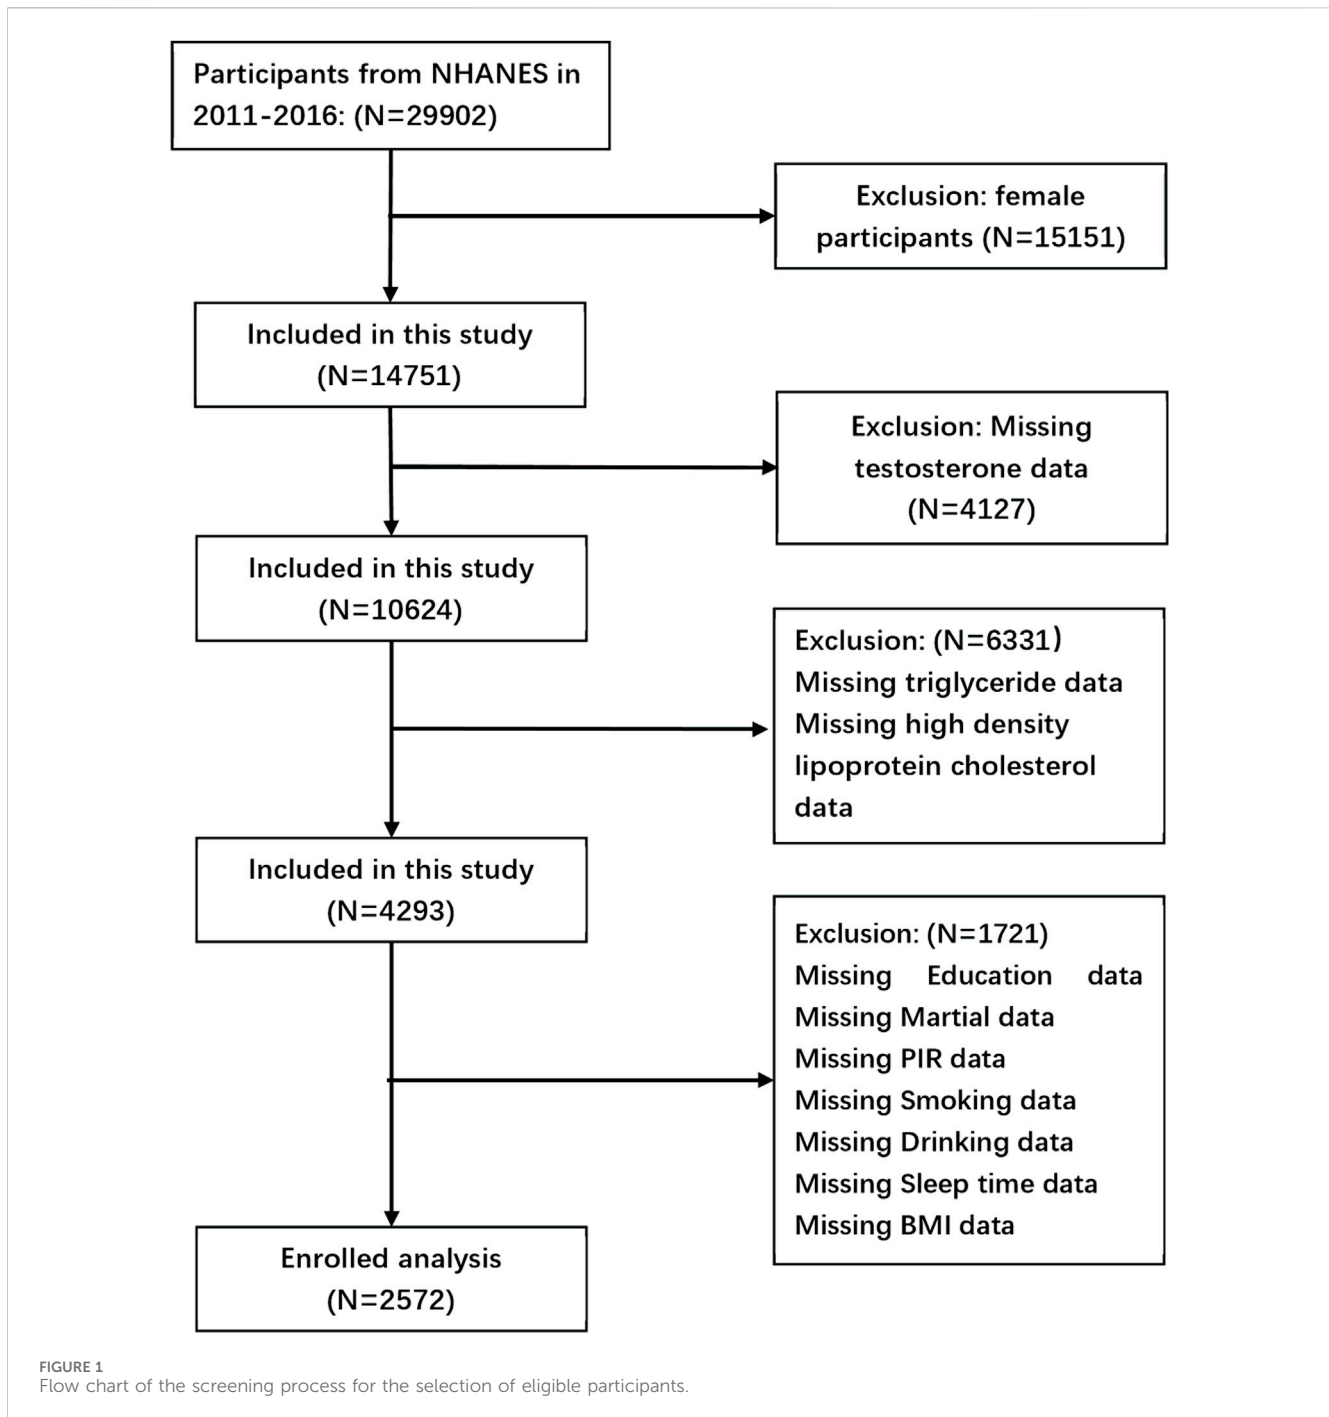 Participants from NHANES in
2011-2016: (N=29902)
Exclusion: female
participants (N=15151)
Included in this study
(N=14751)
Exclusion: Missing
testosterone data
(N=4127)
Included in this study
(N=10624)
Exclusion: (N=6331)
Missing triglyceride data
Missing high density
lipoprotein cholesterol
data
Included in this study
(N=4293)
Exclusion: (N=1721)
Missing Education data
Missing Martial data
Missing PIR data
Missing Smoking data
Missing Drinking data
Missing Sleep time data
Missing BMI data
Enrolled analysis
(N=2572)
FIGURE 1
Flow chart of the screening process for the selection of eligible participants.